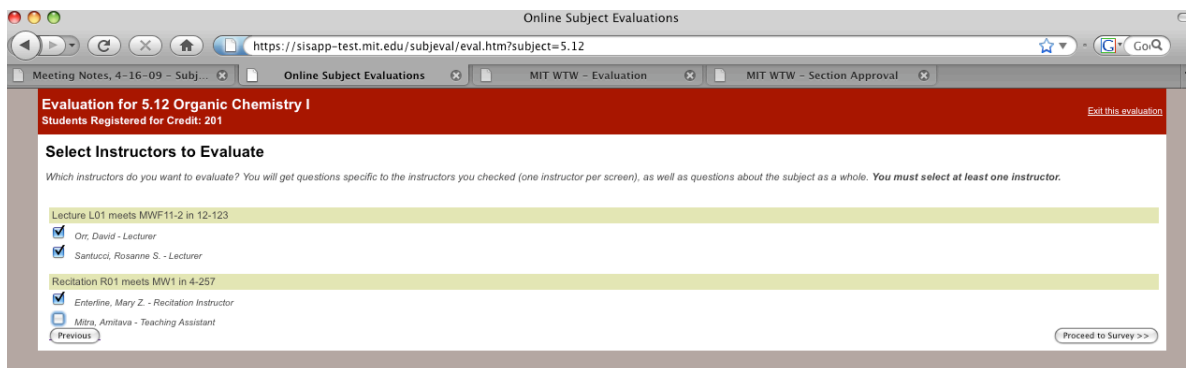 Online Subject Evaluations
https://sisapp-test.mit.edu/subjeval/eval.htm?subject=5.12
G
Meeting Notes, 4-16-09 – Subj...
Online Subject Evaluations
MIT WTW – Evaluation
MIT WTW – Section Approval
Evaluation for 5.12 Organic Chemistry I
Students Registered for Credit: 201
Exit this evaluation
Select Instructors to Evaluate
Which instructors do you want to evaluate? You will get questions specific to the instructors you checked (one instructor per screen), as well as questions about the subject as a whole. You must select at least one instructor.
Lecture L01 meets MWF11-2 in 12-123
Orr, David - Lecturer
Santucci, Rosanne S. - Lecturer
Recitation R01 meets MW1 in 4-257
Enterline, Mary Z. - Recitation Instructor
Mitra, Amitava - Teaching Assistant
Previous
Proceed to Survey >>